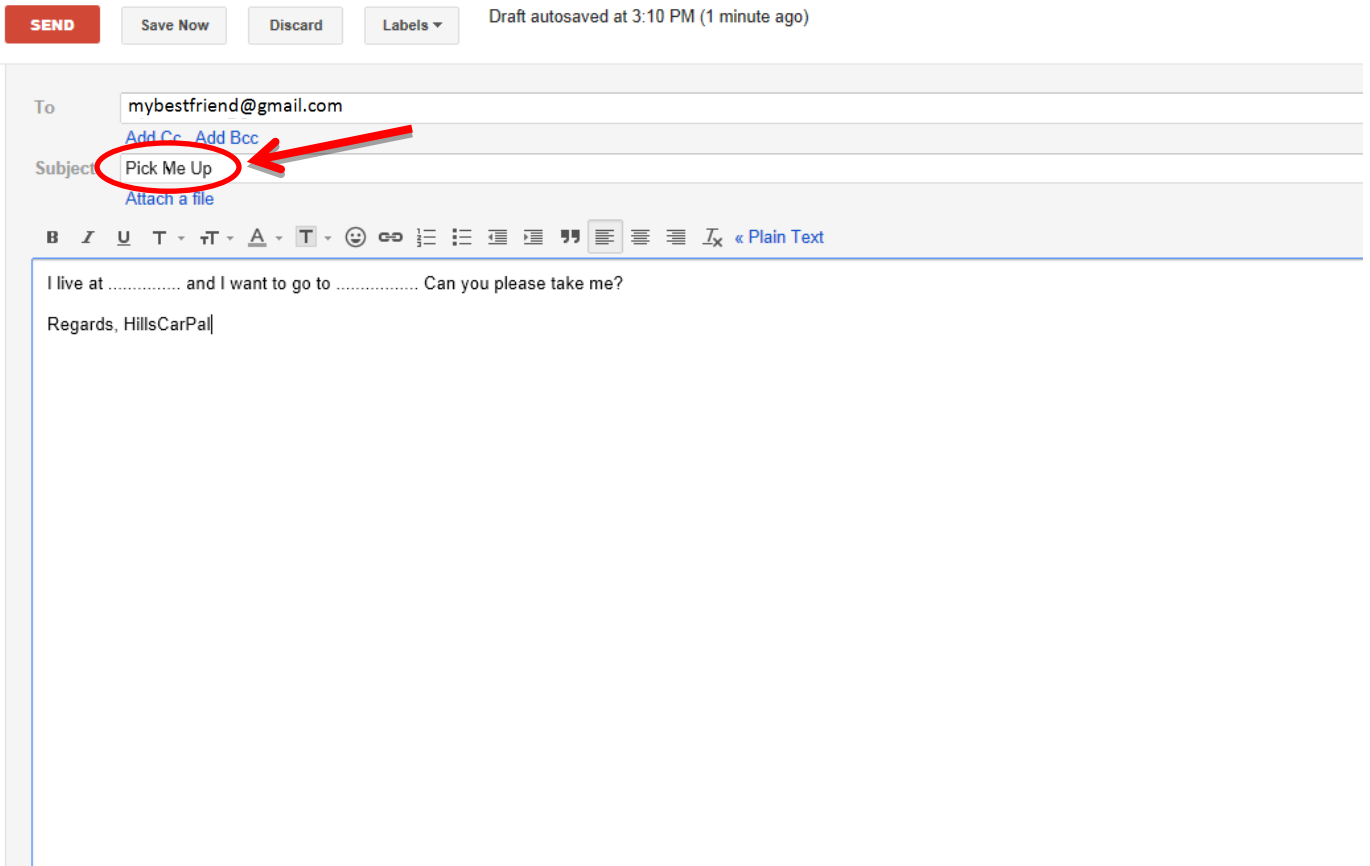 SEND Save Now Discard Labels Draft autosaved at 3:10 PM (1 minute ago)
To mybestfriend@gmail.com
Add Cc Add Bcc
Subject Pick Me Up
Attach a file
B I U T TT A T Tx « Plain Text
I live at ............... and I want to go to ................. Can you please take me?
Regards, HillsCarPal